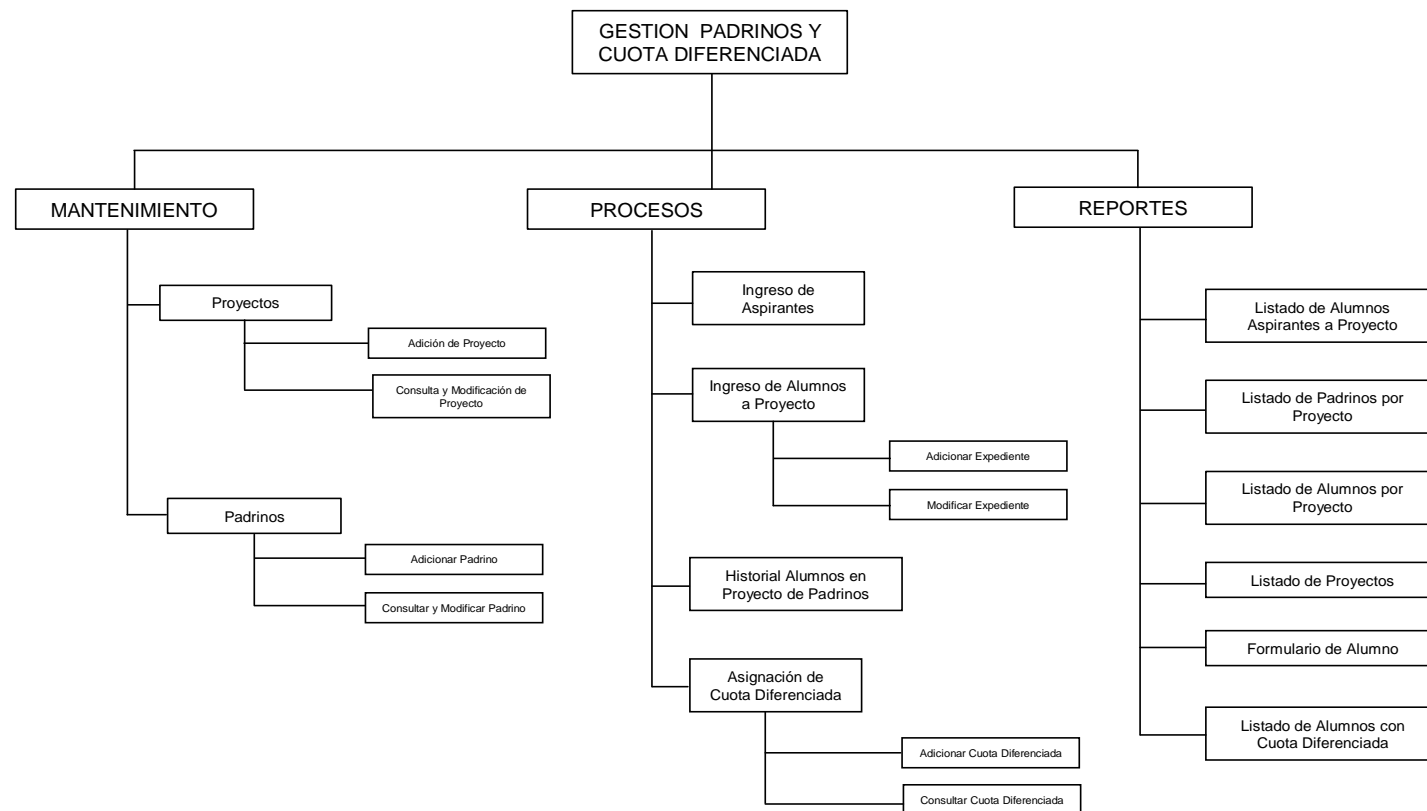 GESTION PADRINOS Y
CUOTA DIFERENCIADA
MANTENIMIENTO
Proyectos
Adición de Proyecto
Consulta y Modificación de
Proyecto
Padrinos
Adicionar Padrino
Consultar y Modificar Padrino
PROCESOS
Ingreso de
Aspirantes
Ingreso de Alumnos
a Proyecto
Adicionar Expediente
Modificar Expediente
Historial Alumnos en
Proyecto de Padrinos
Asignación de
Cuota Diferenciada
Adicionar Cuota Diferenciada
Consultar Cuota Diferenciada
REPORTES
Listado de Alumnos
Aspirantes a Proyecto
Listado de Padrinos por
Proyecto
Listado de Alumnos por
Proyecto
Listado de Proyectos
Formulario de Alumno
Listado de Alumnos con
Cuota Diferenciada